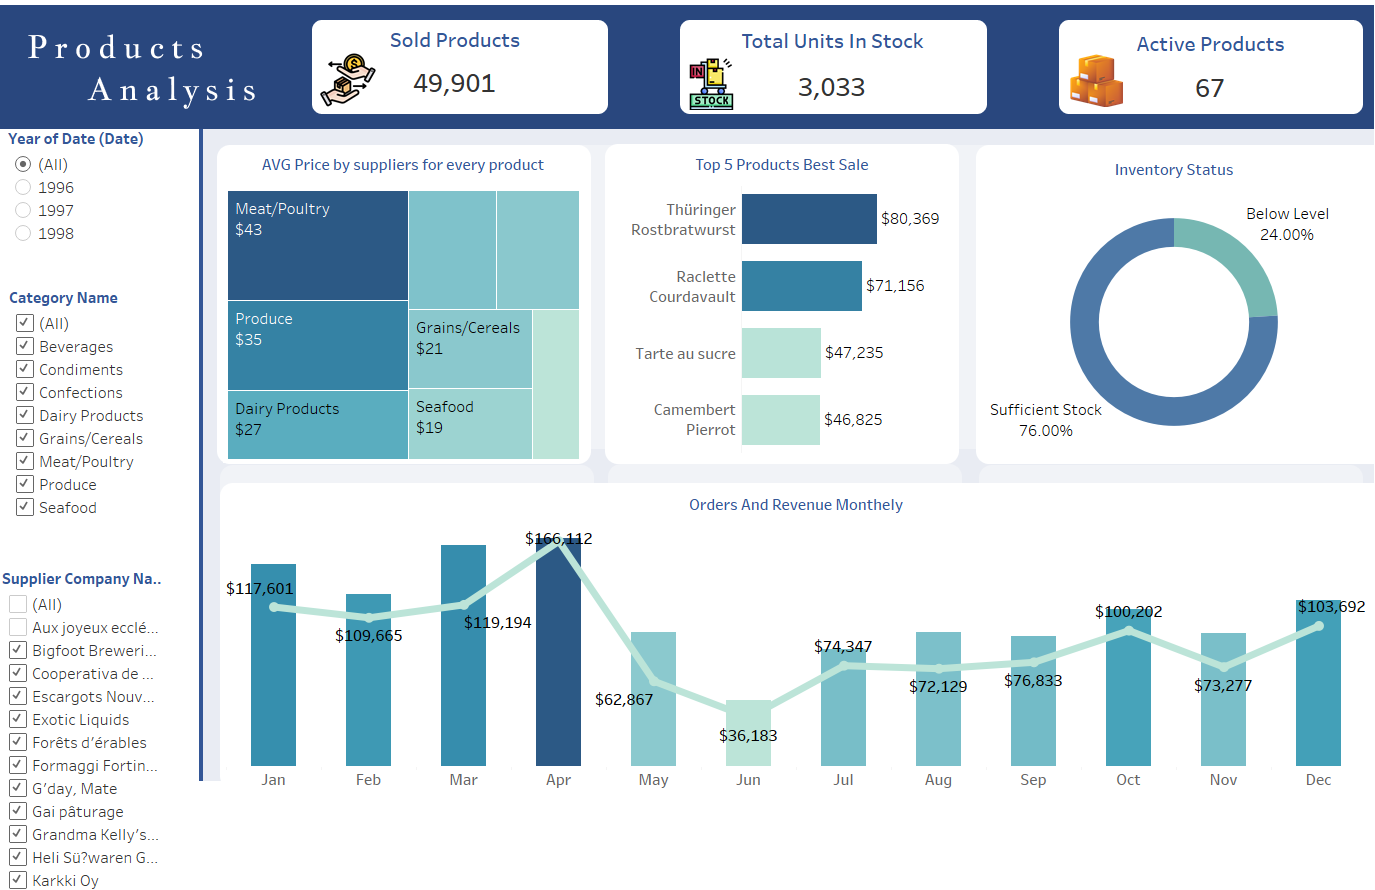 Products
Analysis
Sold Products
49,901
IN
STOCK
Total Units In Stock
3,033
Active Products
67
Year of Date (Date)
(All)
1996
1997
1998
Category Name
(All)
Beverages
Condiments
Confections
Dairy Products
Grains/Cereals
Meat/Poultry
Produce
Seafood
Supplier Company Na..
(All)
Aux joyeux ecclé...
Bigfoot Breweri...
Cooperativa de ...
Escargots Nouv...
Exotic Liquids
Forêts d'érables
Formaggi Fortin...
G'day, Mate
Gai pâturage
Grandma Kelly's...
Heli Sü?waren G...
Karkki Oy
AVG Price by suppliers for every product
Meat/Poultry
$43
Produce
$35
Dairy Products
$27
Grains/Cereals
$21
Seafood
$19
Top 5 Products Best Sale
Thüringer
Rostbratwurst
$80,369
Raclette
Courdavault
$71,156
Tarte au sucre
$47,235
Camembert
Pierrot
$46,825
Inventory Status
Below Level
24.00%
Sufficient Stock
76.00%
Orders And Revenue Monthely
$117,601
$109,665
$119,194
$166,112
$62,867
$36,183
$74,347
$72,129
$76,833
$100,202
$73,277
$103,692
Jan
Feb
Mar
Apr
May
Jun
Jul
Aug
Sep
Oct
Nov
Dec